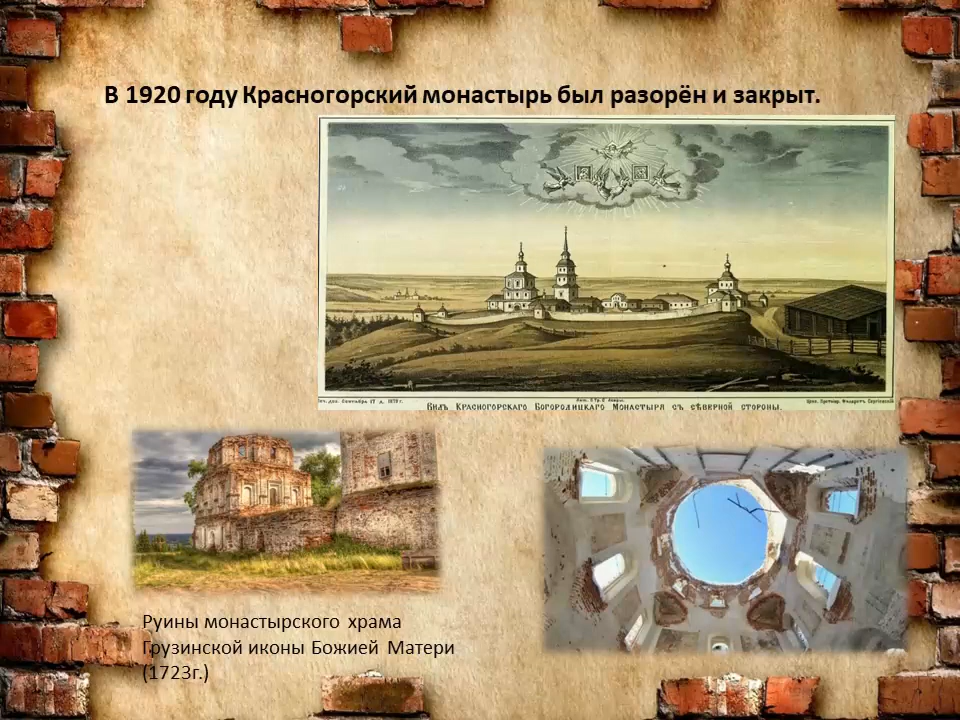 В 1920 году Красногорский монастырь был разорён и закрыт.
Видъ Красногорскаго Богородицкаго Монастыря съ сѣверной стороны.
Руины монастырского храма
Грузинской иконы Божией Матери
(1723г.)